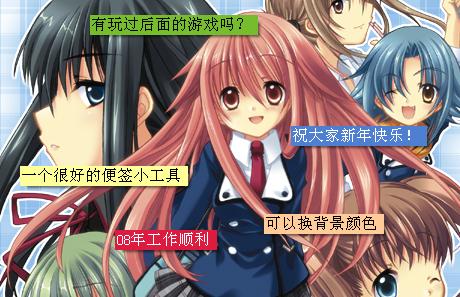 有玩过后面的游戏吗？
祝大家新年快乐！
一个很好的便签小工具
可以换背景颜色
08年工作顺利